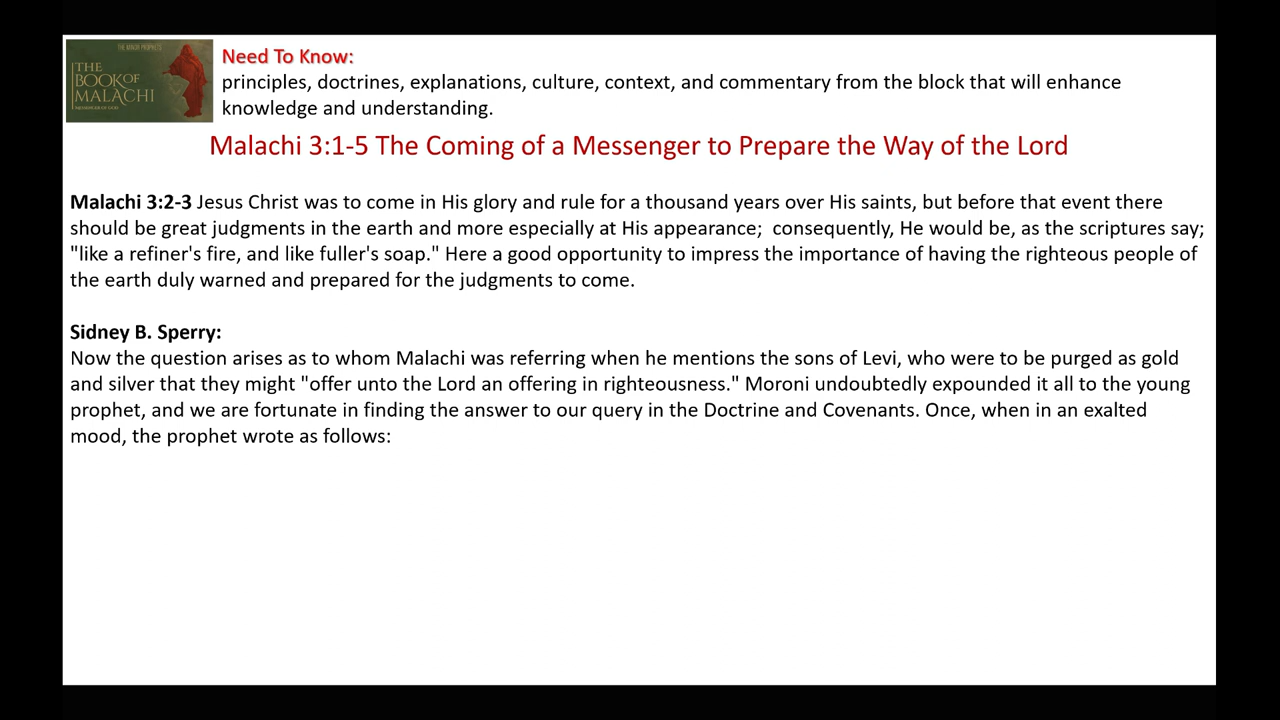 THE MINOR PROPHETS
THE
BOOK OF
MALACHI
Need To Know:
principles, doctrines, explanations, culture, context, and commentary from the block that will enhance
knowledge and understanding.
Malachi 3:1-5 The Coming of a Messenger to Prepare the Way of the Lord
Malachi 3:2-3 Jesus Christ was to come in His glory and rule for a thousand years over His saints, but before that event there
should be great judgments in the earth and more especially at His appearance;  consequently, He would be, as the scriptures say;
"like a refiner's fire, and like fuller's soap." Here a good opportunity to impress the importance of having the righteous people of
the earth duly warned and prepared for the judgments to come.
Sidney B. Sperry:
Now the question arises as to whom Malachi was referring when he mentions the sons of Levi, who were to be purged as gold
and silver that they might "offer unto the Lord an offering in righteousness." Moroni undoubtedly expounded it all to the young
prophet, and we are fortunate in finding the answer to our query in the Doctrine and Covenants. Once, when in an exalted
mood, the prophet wrote as follows: